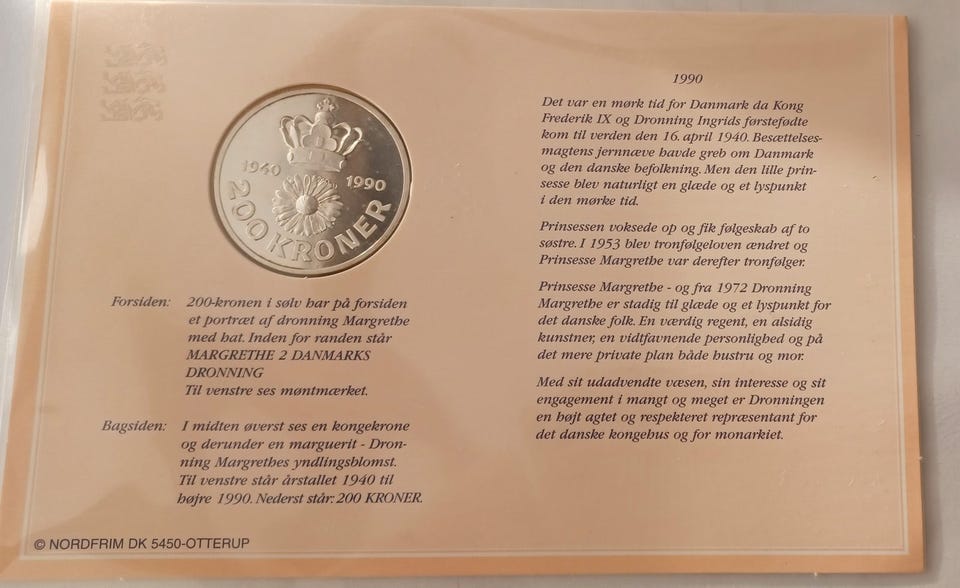 1940
1990
200 KRONER
Forsiden: 200-kronen i sølv har på forsiden
et portræt af dronning Margrethe
med hat. Inden for randen står
MARGRETHE 2 DANMARKS
DRONNING
Til venstre ses møntmærket.
Bagsiden: I midten øverst ses en kongekrone
og derunder en marguerit - Dron-
ning Margrethes yndlingsblomst.
Til venstre står årstallet 1940 til
højre 1990. Nederst står: 200 KRONER.
© NORDFRIM DK 5450-OTTERUP
1990
Det var en mørk tid for Danmark da Kong
Frederik IX og Dronning Ingrids førstefødte
kom til verden den 16. april 1940. Besættelses-
magtens jernnæve havde greb om Danmark
og den danske befolkning. Men den lille prin-
sesse blev naturligt en glæde og et lyspunkt
i den mørke tid.
Prinsessen voksede op og fik følgeskab af to
søstre. I 1953 blev tronfølgeloven ændret og
Prinsesse Margrethe var derefter tronfølger.
Prinsesse Margrethe - og fra 1972 Dronning
Margrethe er stadig til glæde og et lyspunkt for
det danske folk. En værdig regent, en alsidig
kunstner, en vidtfavnende personlighed og på
det mere private plan både hustru og mor.
Med sit udadvendte væsen, sin interesse og sit
engagement i mangt og meget er Dronningen
en højt agtet og respekteret repræsentant for
det danske kongehus og for monarkiet.